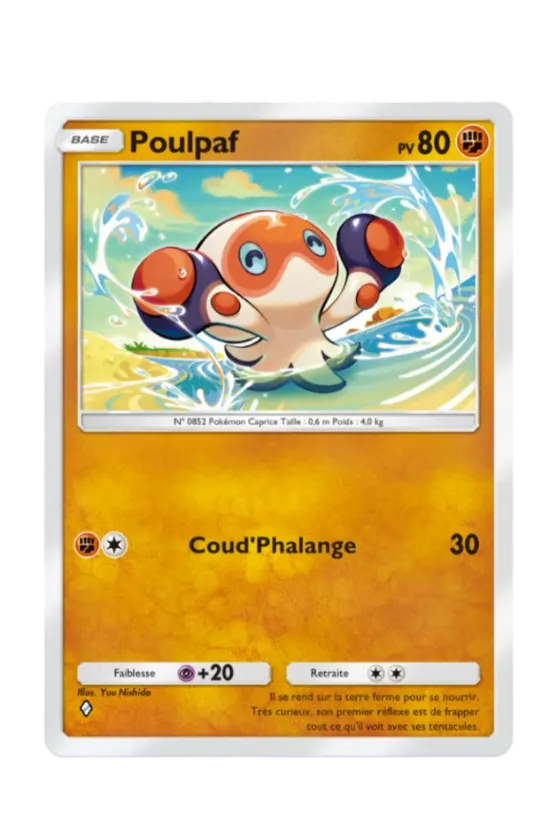 BASE Poulpaf PV 80
N° 0852 Pokémon Caprice Taille : 0,6 m Poids : 4,0 kg
Coud'Phalange 30
Faiblesse +20 Retraite
Illus. Yuu Nishida
Il se rend sur la terre ferme pour se nourrir.
Très curieux, son premier réflexe est de frapper
tout ce qu'il voit avec ses tentacules.